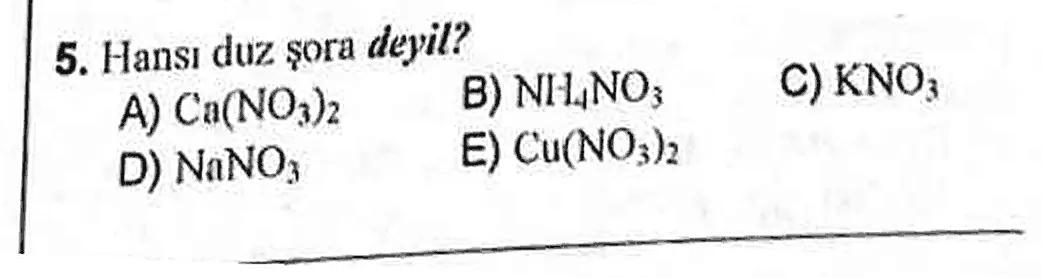 5. Hansı duz şora deyil?
A) Ca(NO₃)₂ B) NH₄NO₃ C) KNO₃
D) NaNO₃ E) Cu(NO₃)₂